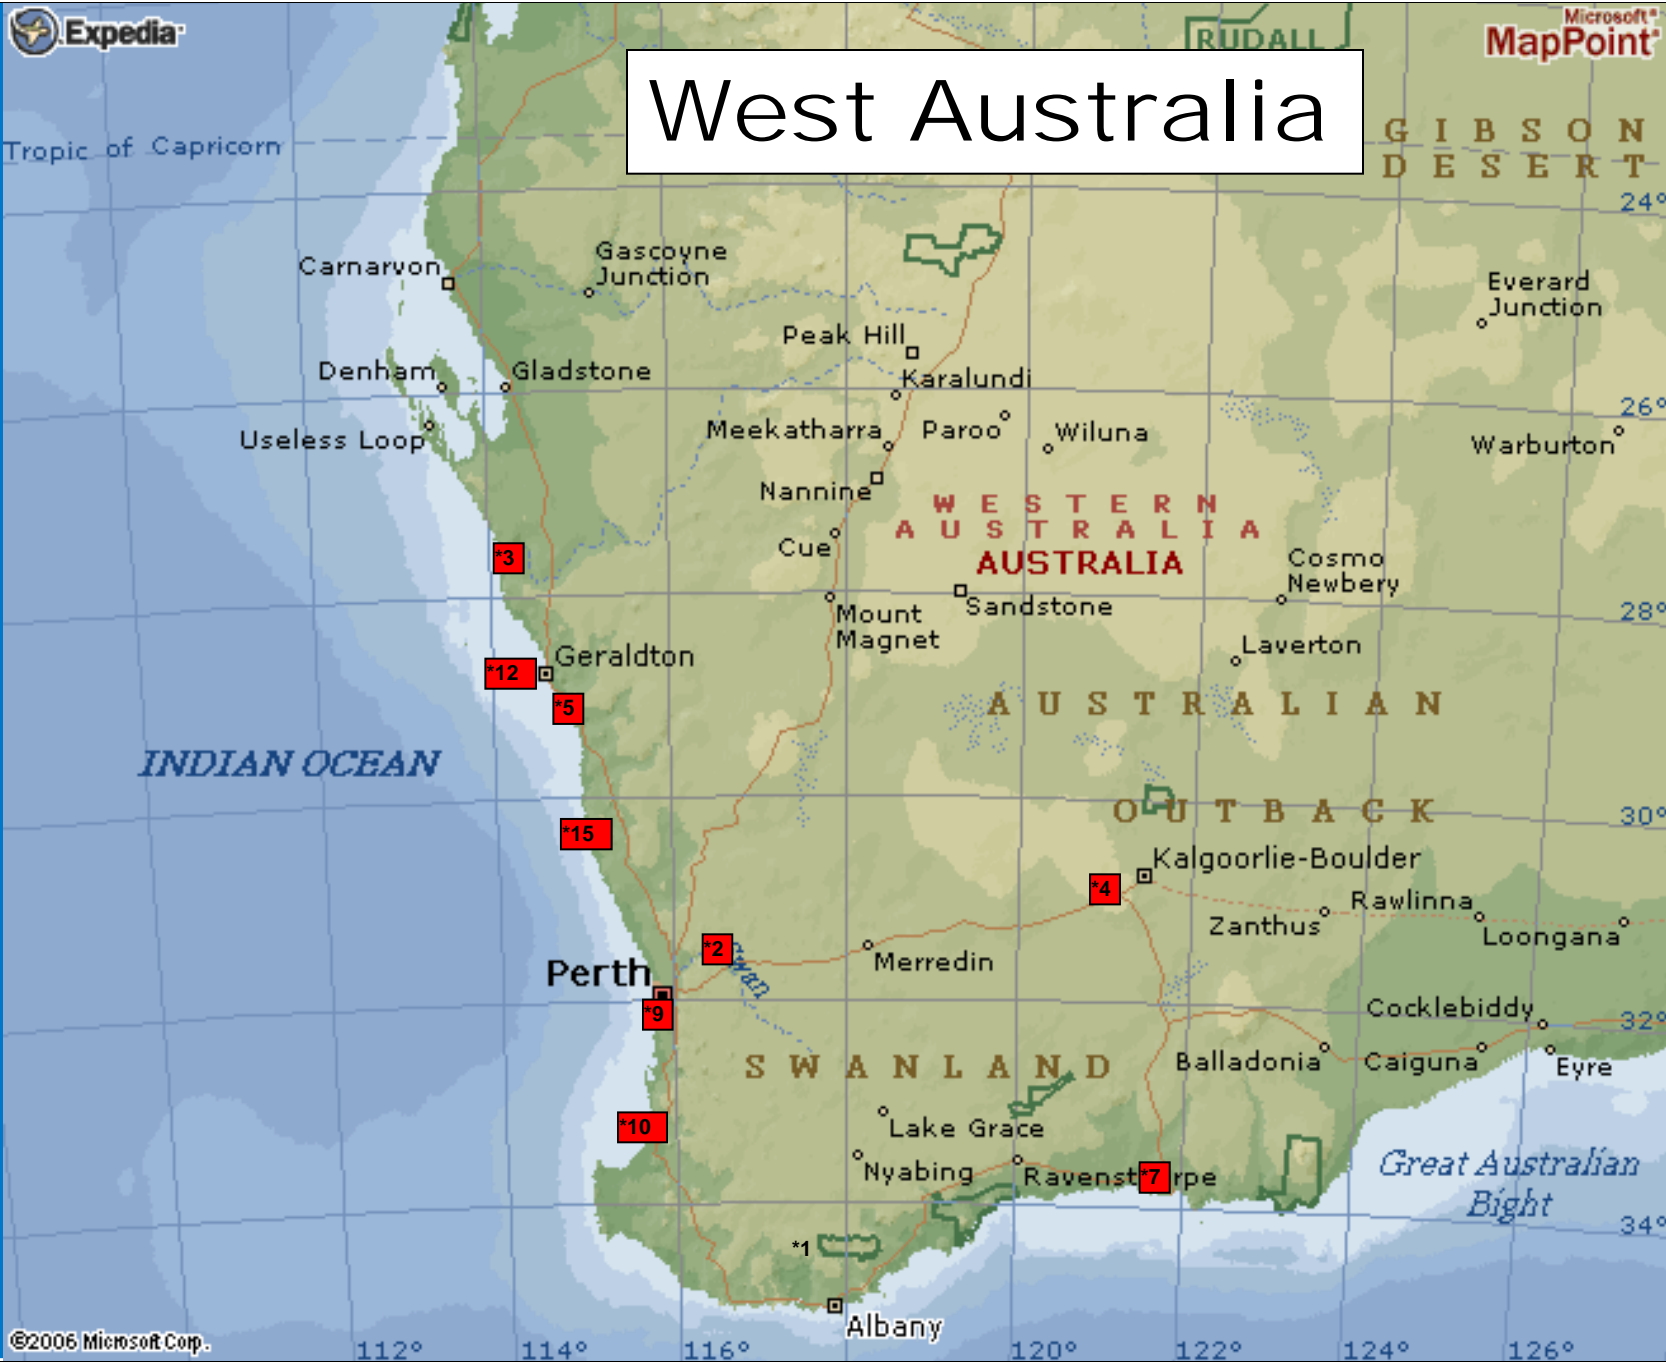 Expedia
Microsoft®
MapPoint®
RUDALL
West Australia
Tropic of Capricorn
GIBSON
DESERT
24°
Carnarvon
Gascoyne
Junction
Everard
Junction
Peak Hill
Denham
Gladstone
Karalundi
26°
Useless Loop
Meekatharra
Paroo
Wiluna
Warburton
Nannine
WESTERN
AUSTRALIA
Cue
AUSTRALIA
*3
Cosmo
Newbery
Sandstone
28°
Mount
Magnet
Geraldton
*12
Laverton
*5
AUSTRALIAN
INDIAN OCEAN
OUTBACK
30°
*15
Kalgoorlie-Boulder
*4
Rawlinna
Zanthus
Loongana
*2
Swan
Merredin
Perth
*9
Cocklebiddy
32°
SWANLAND
Balladonia
Caiguna
Eyre
*10
Lake Grace
Nyabing
Ravenst
*7
rpe
Great Australian
Bight
34°
*1
Albany
©2006 Microsoft Corp.
112°
114°
116°
120°
122°
124°
126°